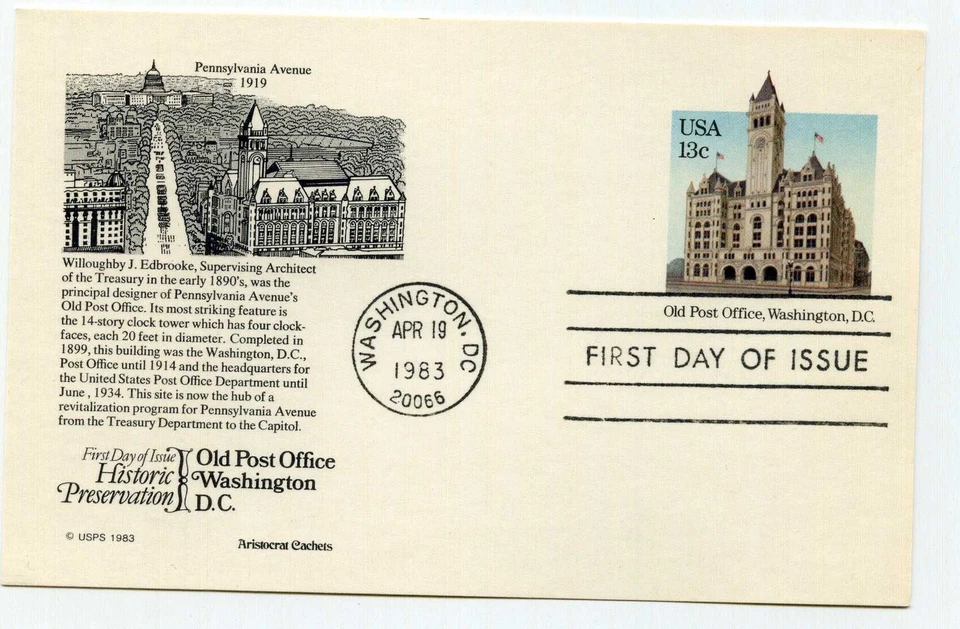 Pennsylvania Avenue
1919
Willoughby J. Edbrooke, Supervising Architect
of the Treasury in the early 1890's, was the
principal designer of Pennsylvania Avenue's
Old Post Office. Its most striking feature is
the 14-story clock tower which has four clock-
faces, each 20 feet in diameter. Completed in
1899, this building was the Washington, D.C.,
Post Office until 1914 and the headquarters for
the United States Post Office Department until
June , 1934. This site is now the hub of a
revitalization program for Pennsylvania Avenue
from the Treasury Department to the Capitol.
First Day of Issue
Historic
Preservation
Old Post Office
Washington
D.C.
© USPS 1983
Aristocrat Cachets
WASHINGTON, DC
APR 19
1983
20066
USA
13c
Old Post Office, Washington, D.C.
FIRST DAY OF ISSUE